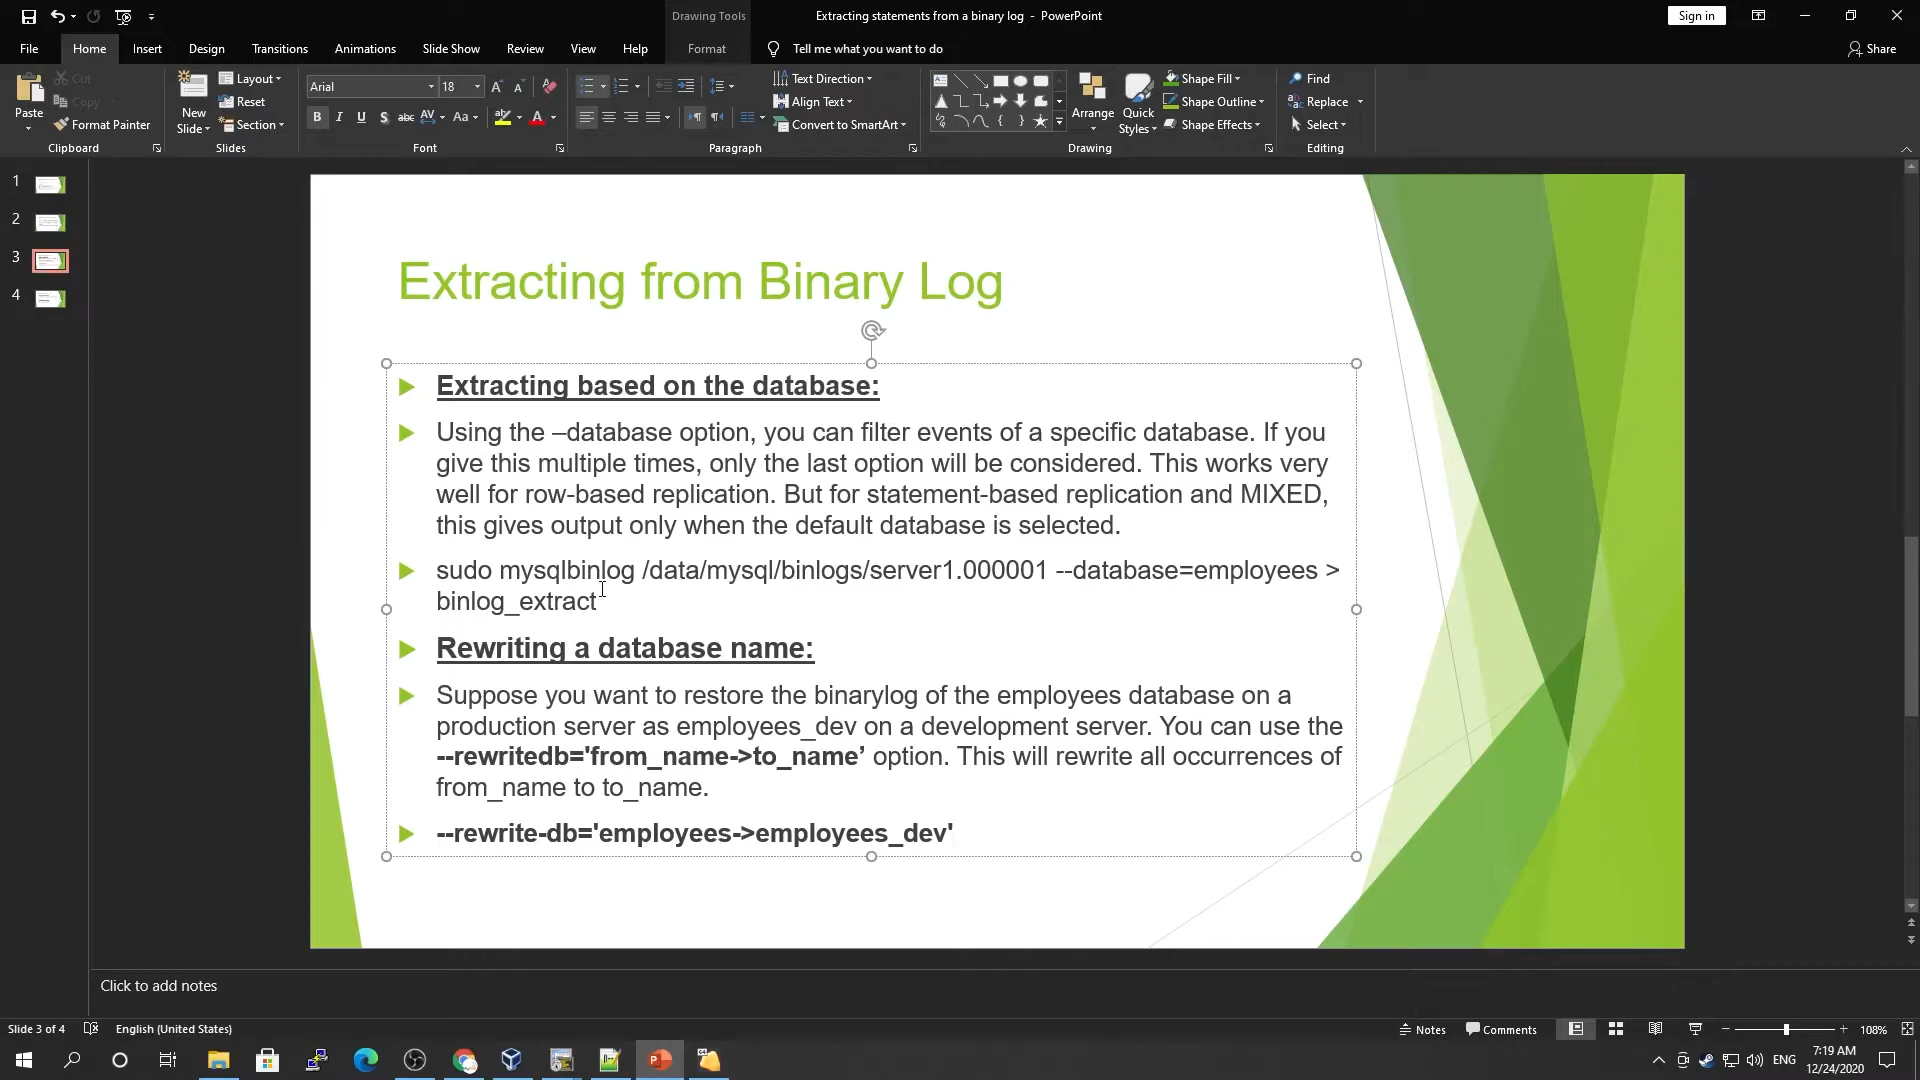 Drawing Tools
Extracting statements from a binary log - PowerPoint
Sign in
File Home Insert Design Transitions Animations Slide Show Review View Help Format Tell me what you want to do Share
Paste
Cut
Copy
Format Painter
Clipboard
New Slide
Layout
Reset
Section
Slides
Arial 18
B I U S abc AV Aa A
Font
Text Direction
Align Text
Convert to SmartArt
Paragraph
Arrange
Quick Styles
Shape Fill
Shape Outline
Shape Effects
Drawing
Find
Replace
Select
Editing
1
2
3
4
Extracting from Binary Log
Extracting based on the database:
Using the –database option, you can filter events of a specific database. If you
give this multiple times, only the last option will be considered. This works very
well for row-based replication. But for statement-based replication and MIXED,
this gives output only when the default database is selected.
sudo mysqlbinlog /data/mysql/binlogs/server1.000001 --database=employees >
binlog_extract
Rewriting a database name:
Suppose you want to restore the binarylog of the employees database on a
production server as employees_dev on a development server. You can use the
--rewritedb='from_name->to_name’ option. This will rewrite all occurrences of
from_name to to_name.
--rewrite-db='employees->employees_dev'
Click to add notes
Slide 3 of 4 English (United States) Notes Comments 108%
ENG
7:19 AM
12/24/2020